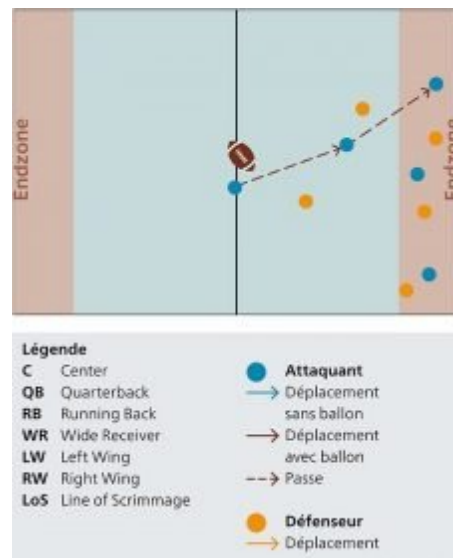 Endzone
Endzone
Légende
C Center
QB Quarterback
RB Running Back
WR Wide Receiver
LW Left Wing
RW Right Wing
LoS Line of Scrimmage
Attaquant
Déplacement
sans ballon
Déplacement
avec ballon
Passe
Défenseur
Déplacement